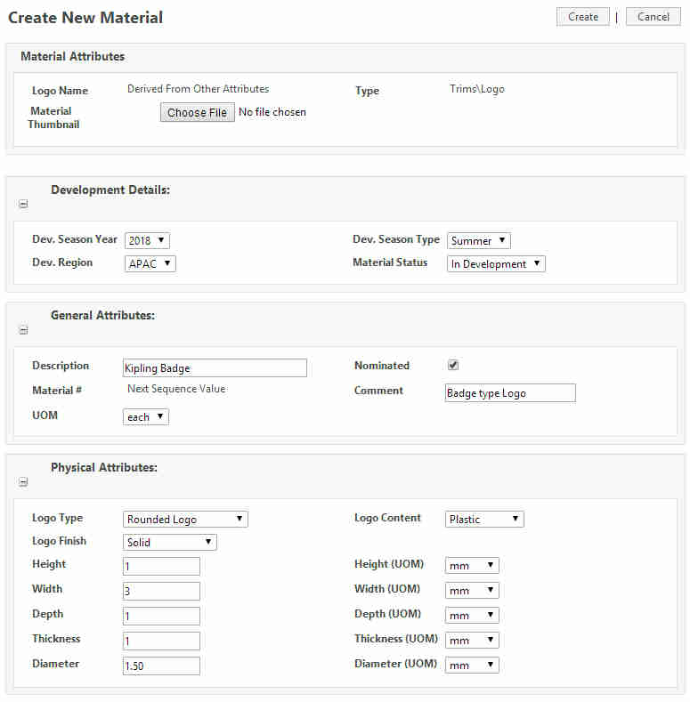 Create New Material Create | Cancel
Material Attributes
Logo Name Derived From Other Attributes Type Trims\Logo
Material Thumbnail Choose File No file chosen
Development Details:
Dev. Season Year 2018 Dev. Season Type Summer
Dev. Region APAC Material Status In Development
General Attributes:
Description Kipling Badge Nominated
Material # Next Sequence Value Comment Badge type Logo
UOM each
Physical Attributes:
Logo Type Rounded Logo Logo Content Plastic
Logo Finish Solid
Height 1 Height (UOM) mm
Width 3 Width (UOM) mm
Depth 1 Depth (UOM) mm
Thickness 1 Thickness (UOM) mm
Diameter 1.50 Diameter (UOM) mm